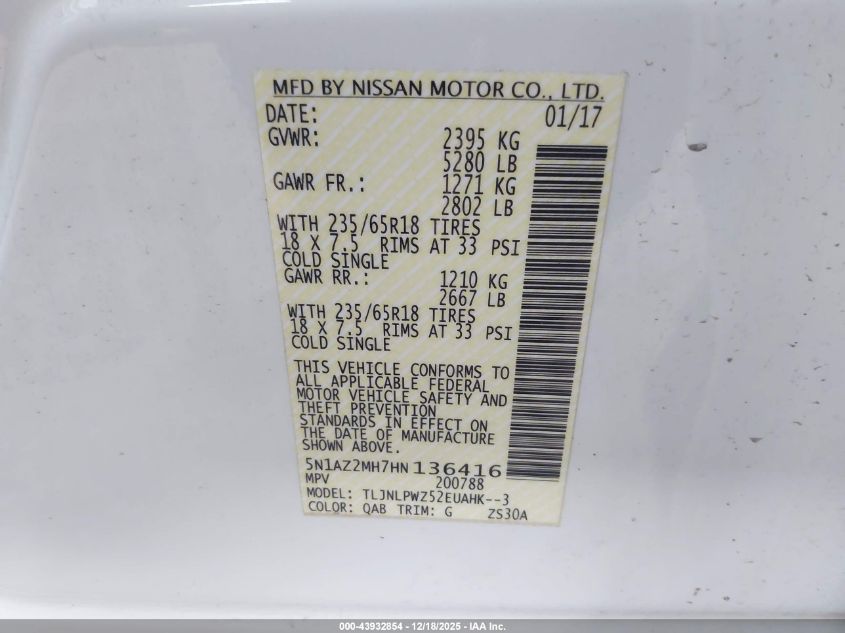 MFD BY NISSAN MOTOR CO., LTD.
DATE: 01/17
GVWR: 2395 KG
5280 LB
GAWR FR.: 1271 KG
2802 LB
WITH 235/65R18 TIRES
18 X 7.5 RIMS AT 33 PSI
COLD SINGLE
GAWR RR.: 1210 KG
2667 LB
WITH 235/65R18 TIRES
18 X 7.5 RIMS AT 33 PSI
COLD SINGLE
THIS VEHICLE CONFORMS TO
ALL APPLICABLE FEDERAL
MOTOR VEHICLE SAFETY AND
THEFT PREVENTION
STANDARDS IN EFFECT ON
THE DATE OF MANUFACTURE
SHOWN ABOVE.
5N1AZ2MH7HN 136416
MPV 200788
MODEL: TLJNLPWZ52EUAHK--3
COLOR: QAB TRIM: G ZS30A
000-43932854 - 12/18/2025 - IAA Inc.